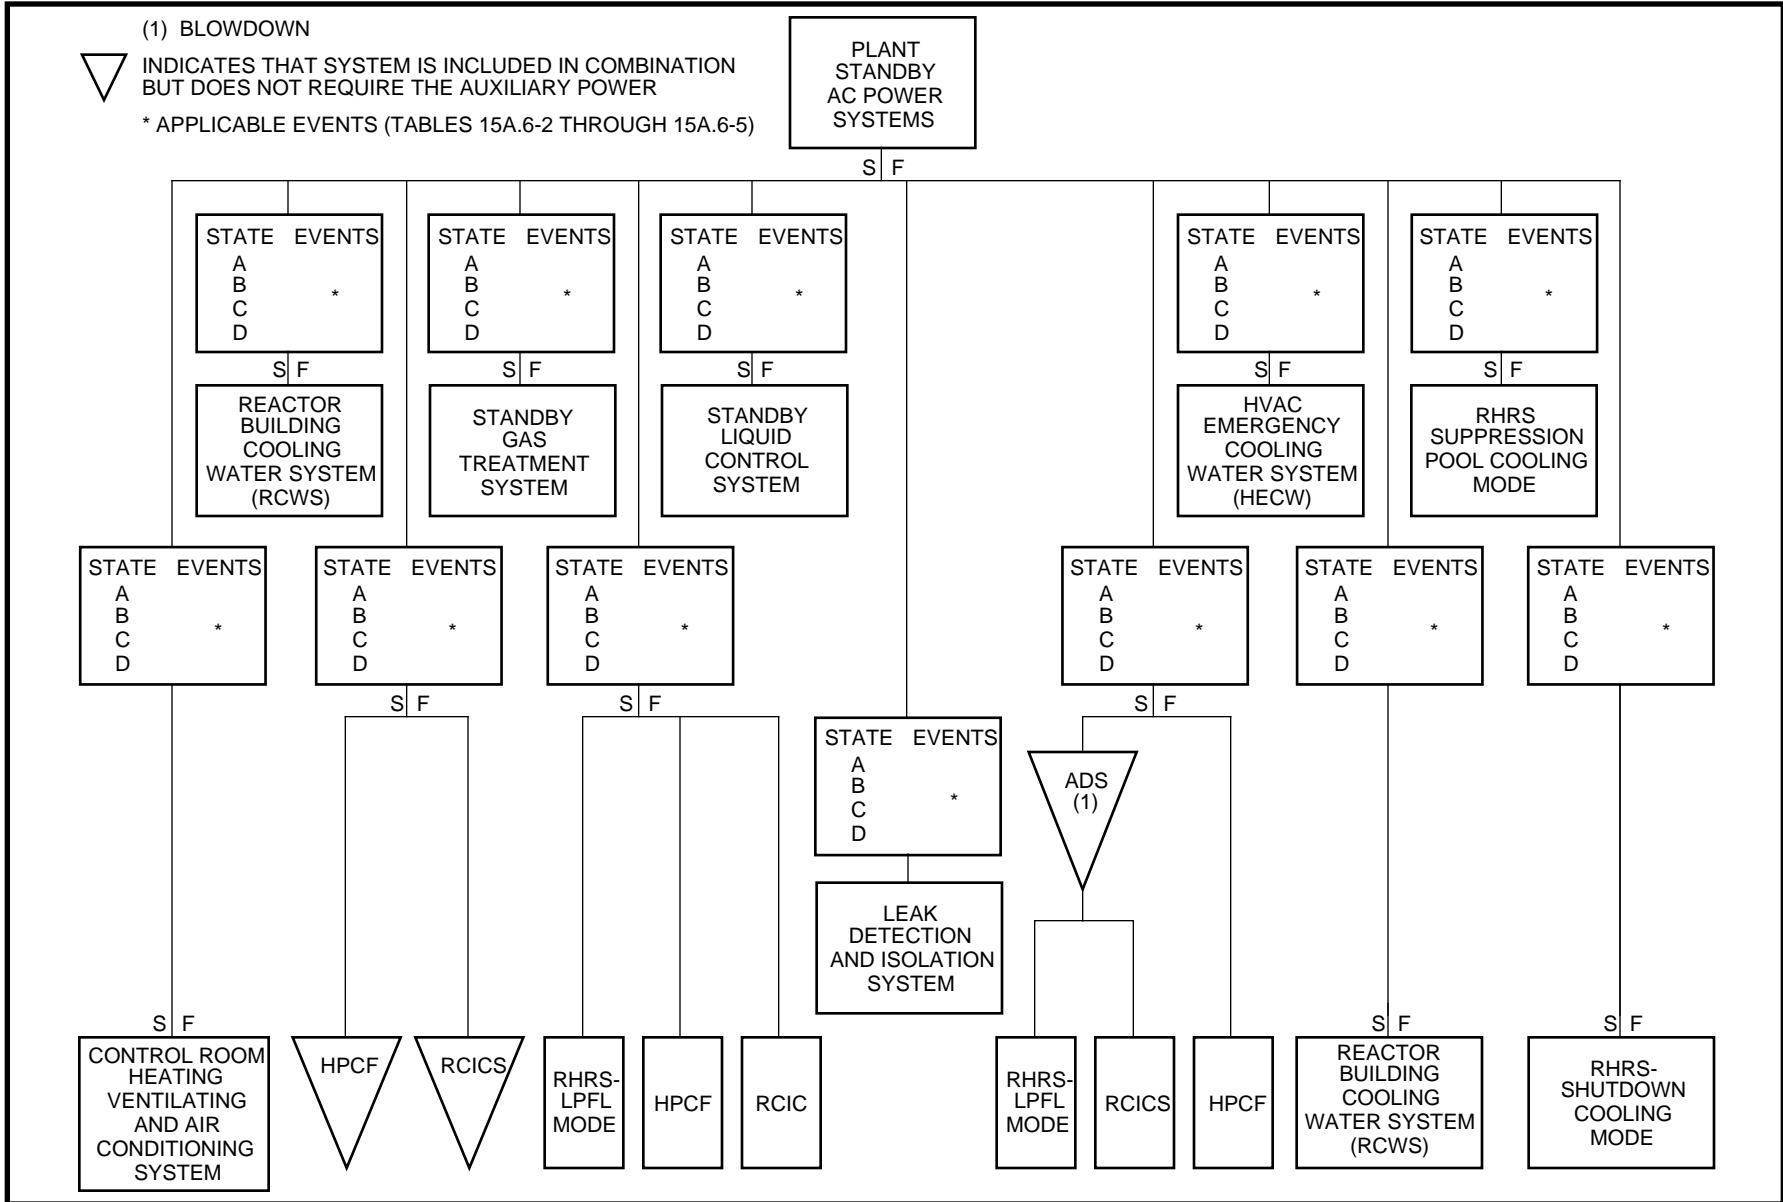 (1) BLOWDOWN
INDICATES THAT SYSTEM IS INCLUDED IN COMBINATION
BUT DOES NOT REQUIRE THE AUXILIARY POWER
* APPLICABLE EVENTS (TABLES 15A.6-2 THROUGH 15A.6-5)
PLANT
STANDBY
AC POWER
SYSTEMS
S F
STATE EVENTS
A
B
C
D
*
S F
REACTOR
BUILDING
COOLING
WATER SYSTEM
(RCWS)
STATE EVENTS
A
B
C
D
*
S F
STANDBY
GAS
TREATMENT
SYSTEM
STATE EVENTS
A
B
C
D
*
S F
STANDBY
LIQUID
CONTROL
SYSTEM
STATE EVENTS
A
B
C
D
*
S F
HVAC
EMERGENCY
COOLING
WATER SYSTEM
(HECW)
STATE EVENTS
A
B
C
D
*
S F
RHRS
SUPPRESSION
POOL COOLING
MODE
STATE EVENTS
A
B
C
D
*
S F
CONTROL ROOM
HEATING
VENTILATING
AND AIR
CONDITIONING
SYSTEM
STATE EVENTS
A
B
C
D
*
S F
HPCF
RCICS
STATE EVENTS
A
B
C
D
*
S F
RHRS-
LPFL
MODE
HPCF
RCIC
STATE EVENTS
A
B
C
D
*
LEAK
DETECTION
AND ISOLATION
SYSTEM
STATE EVENTS
A
B
C
D
*
S F
ADS
(1)
RHRS-
LPFL
MODE
RCICS
HPCF
STATE EVENTS
A
B
C
D
*
S F
REACTOR
BUILDING
COOLING
WATER SYSTEM
(RCWS)
STATE EVENTS
A
B
C
D
*
S F
RHRS-
SHUTDOWN
COOLING
MODE